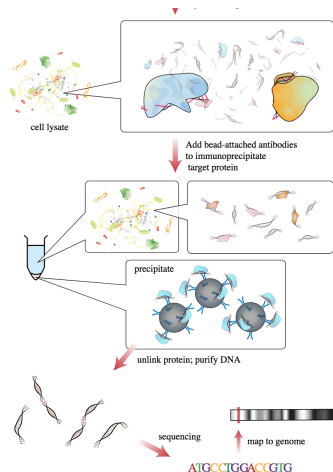 cell lysate
Add bead-attached antibodies
to immunoprecipitate
target protein
precipitate
unlink protein; purify DNA
sequencing
map to genome
ATGCCTGGACCGTG